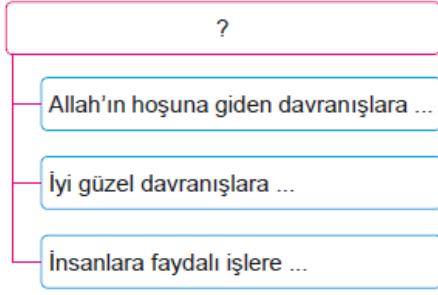 ?
Allah’ın hoşuna giden davranışlara ...
İyi güzel davranışlara ...
İnsanlara faydalı işlere ...